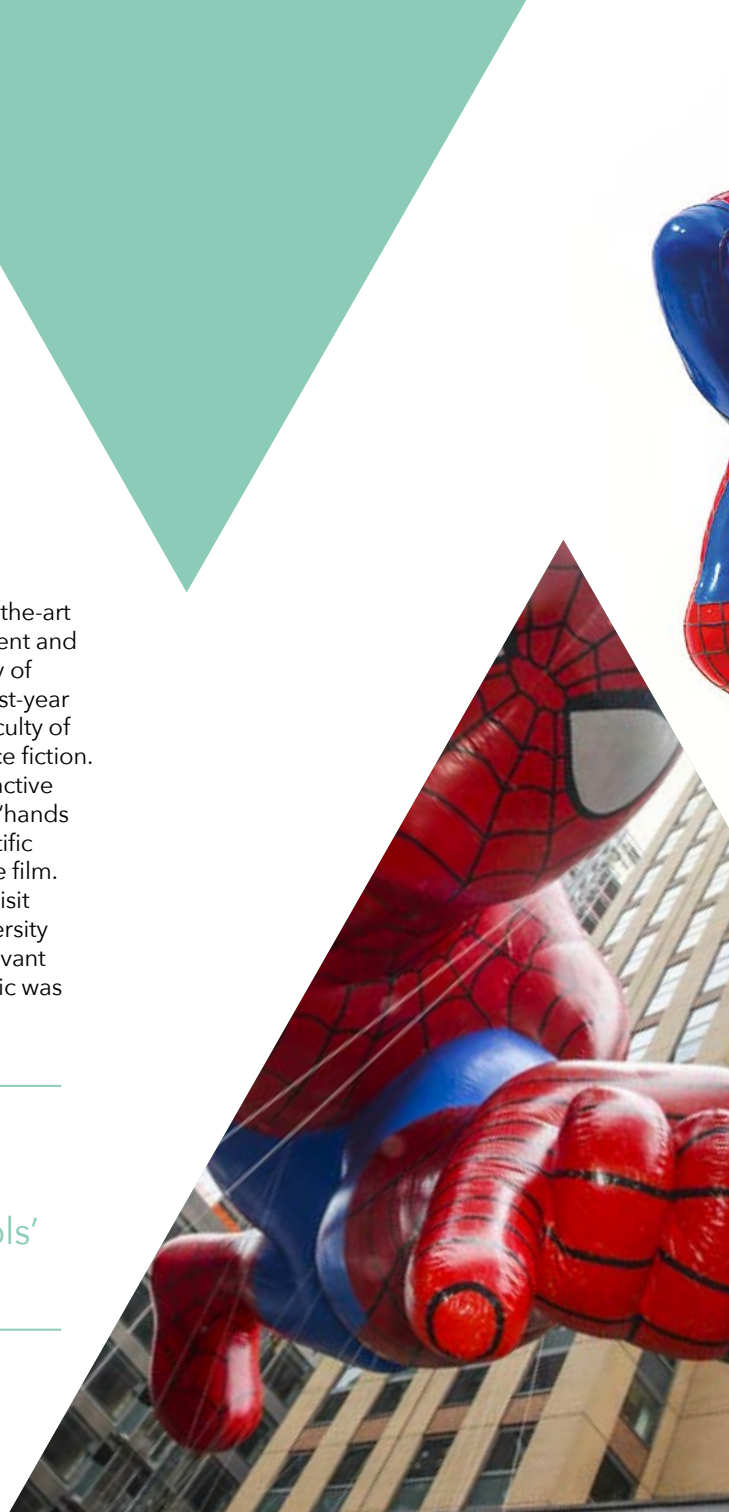 the-art
ent and
of
st-year
culty of
ce fiction.
active
'hands
tific
e film.
isit
ersity
vant
ic was
ols'